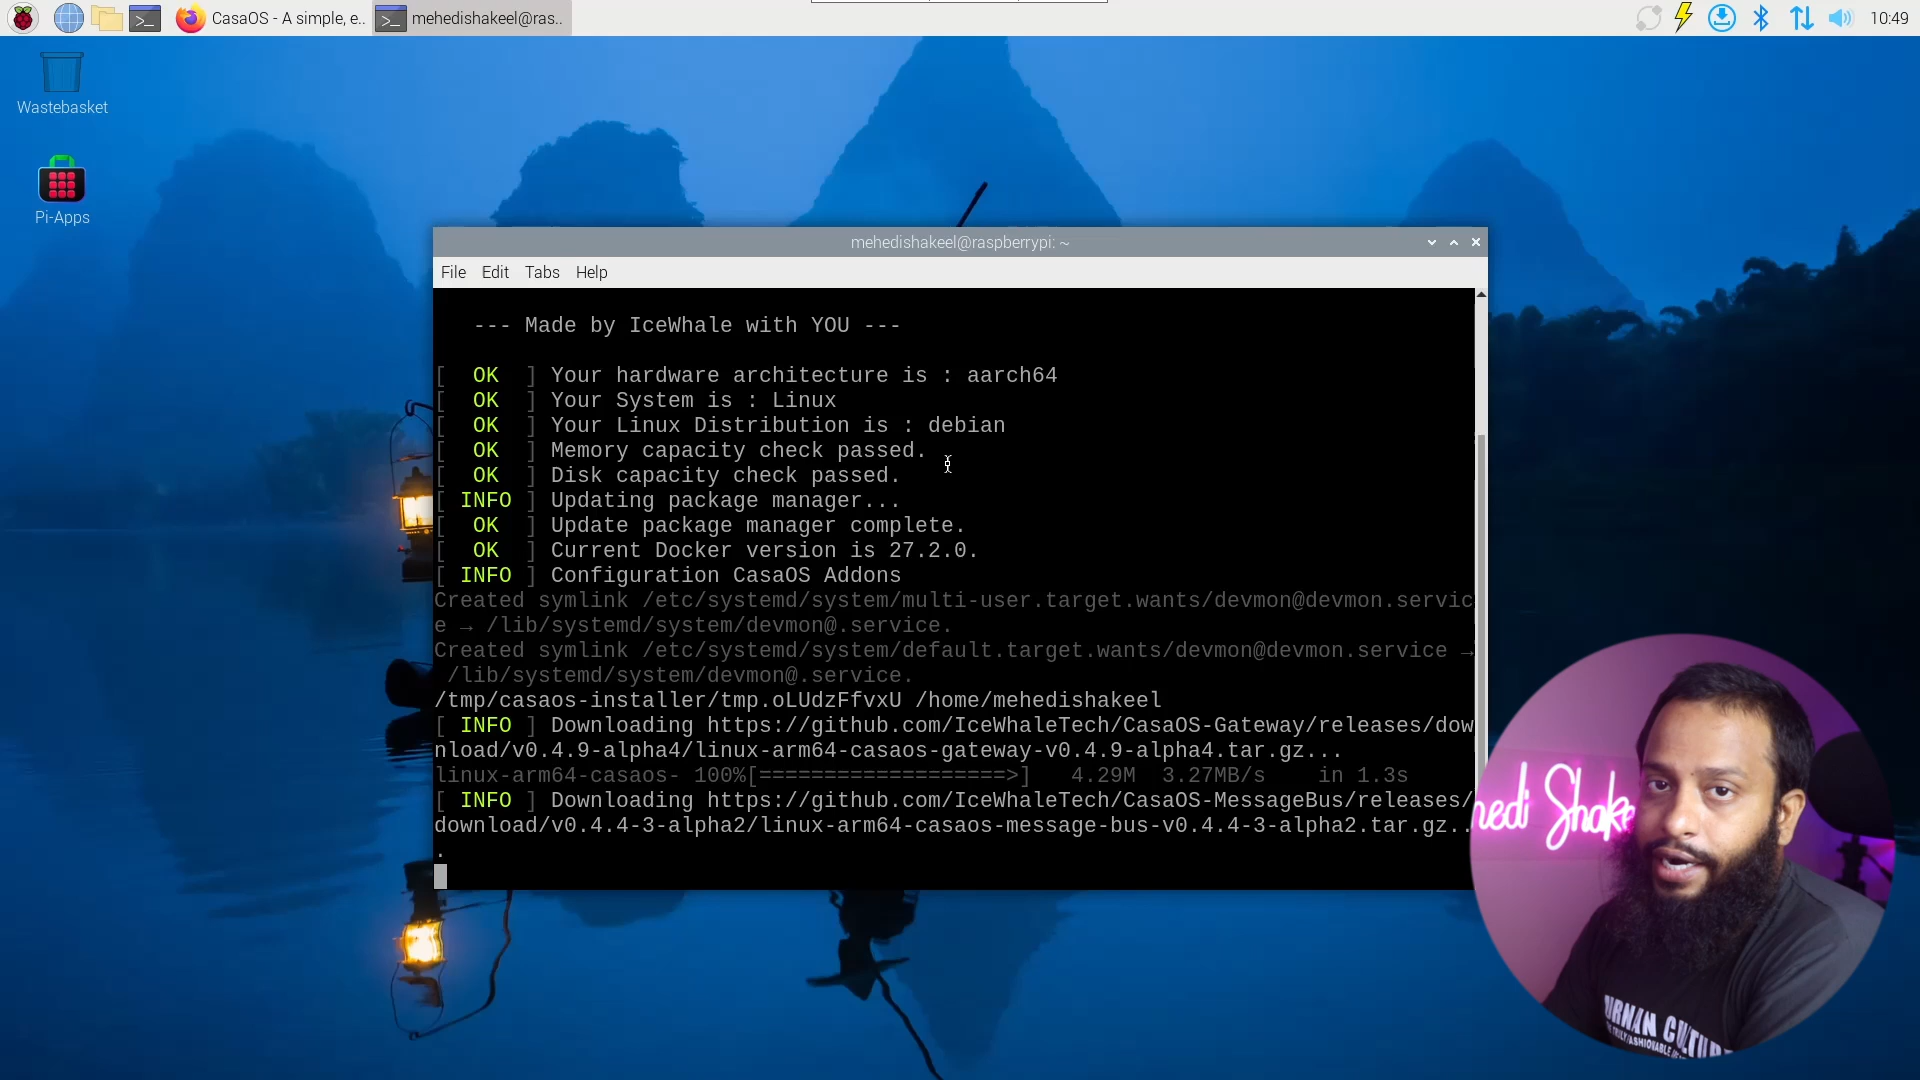 CasaOS - A simple, e..
mehedishakeel@ras..
10:49
Wastebasket
Pi-Apps
mehedishakeel@raspberrypi: ~
File Edit Tabs Help
--- Made by IceWhale with YOU ---
[ OK ] Your hardware architecture is : aarch64
[ OK ] Your System is : Linux
[ OK ] Your Linux Distribution is : debian
[ OK ] Memory capacity check passed.
[ OK ] Disk capacity check passed.
[ INFO ] Updating package manager...
[ OK ] Update package manager complete.
[ OK ] Current Docker version is 27.2.0.
[ INFO ] Configuration CasaOS Addons
Created symlink /etc/systemd/system/multi-user.target.wants/devmon@devmon.servic
e → /lib/systemd/system/devmon@.service.
Created symlink /etc/systemd/system/default.target.wants/devmon@devmon.service →
/lib/systemd/system/devmon@.service.
/tmp/casaos-installer/tmp.oLUdzFfvxU /home/mehedishakeel
[ INFO ] Downloading https://github.com/IceWhaleTech/CasaOS-Gateway/releases/dow
nload/v0.4.9-alpha4/linux-arm64-casaos-gateway-v0.4.9-alpha4.tar.gz...
linux-arm64-casaos- 100%[===================>] 4.29M 3.27MB/s in 1.3s
[ INFO ] Downloading https://github.com/IceWhaleTech/CasaOS-MessageBus/releases/
download/v0.4.4-3-alpha2/linux-arm64-casaos-message-bus-v0.4.4-3-alpha2.tar.gz..
.